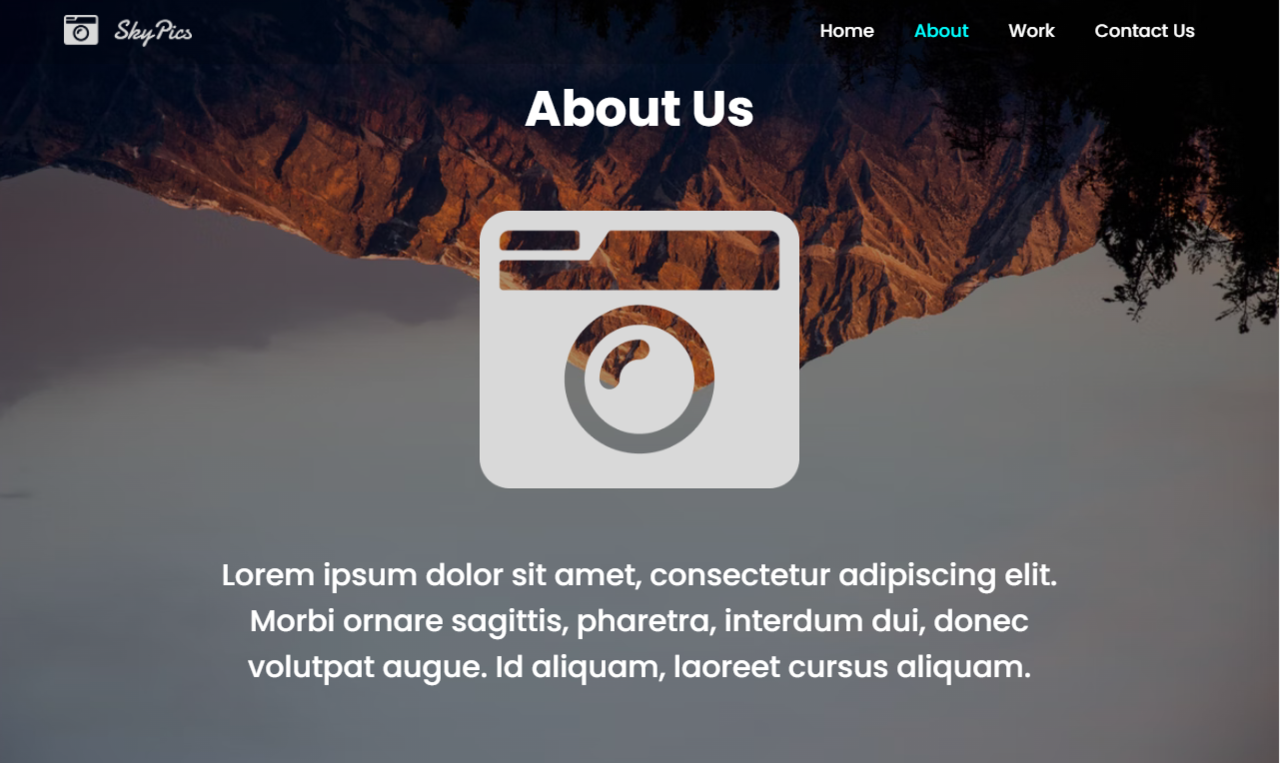 SkyPics
Home About Work Contact Us
About Us
Lorem ipsum dolor sit amet, consectetur adipiscing elit.
Morbi ornare sagittis, pharetra, interdum dui, donec
volutpat augue. Id aliquam, laoreet cursus aliquam.